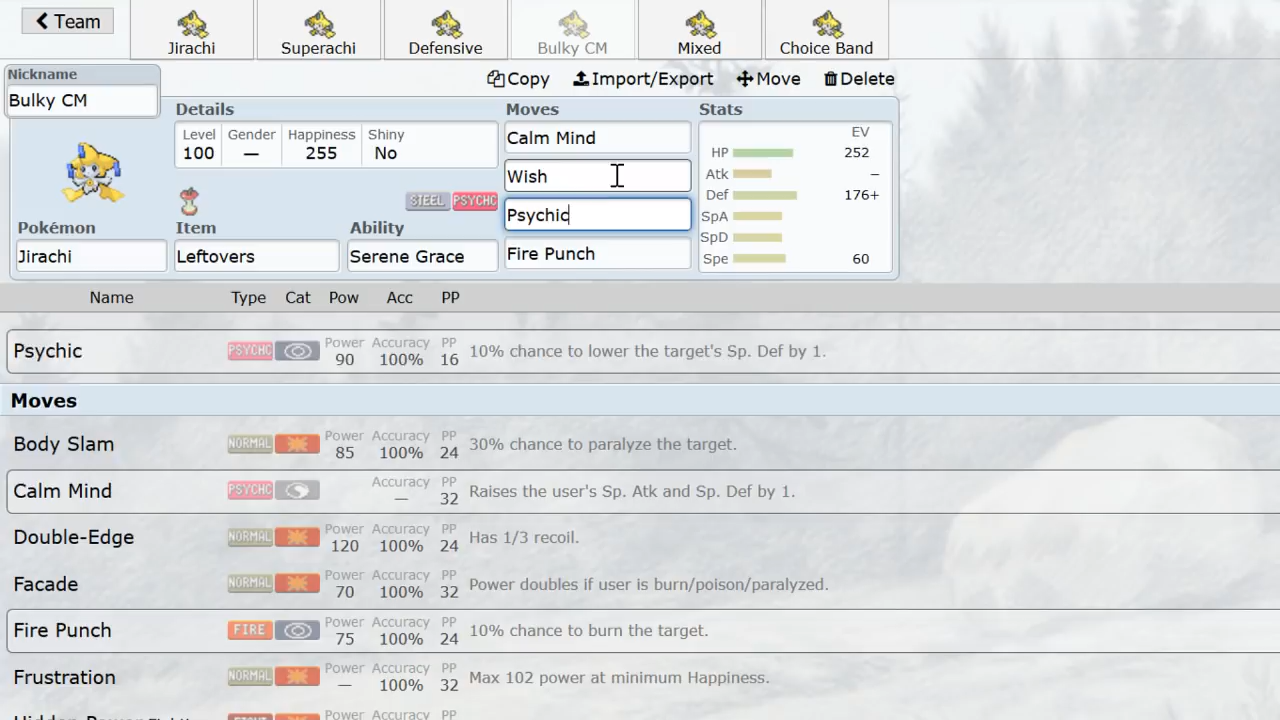 Team
Jirachi
Superachi
Defensive
Bulky CM
Mixed
Choice Band
Nickname
Bulky CM
Copy
Import/Export
Move
Delete
Details
Level Gender Happiness Shiny
100 — 255 No
STEEL PSYCHC
Pokémon Item Ability
Jirachi Leftovers Serene Grace
Moves
Calm Mind
Wish
Psychic
Fire Punch
Stats
EV
HP 252
Atk –
Def 176+
SpA
SpD
Spe 60
Name Type Cat Pow Acc PP
Psychic PSYCHC Power 90 Accuracy 100% PP 16 10% chance to lower the target's Sp. Def by 1.
Moves
Body Slam NORMAL Power 85 Accuracy 100% PP 24 30% chance to paralyze the target.
Calm Mind PSYCHC Accuracy — PP 32 Raises the user's Sp. Atk and Sp. Def by 1.
Double-Edge NORMAL Power 120 Accuracy 100% PP 24 Has 1/3 recoil.
Facade NORMAL Power 70 Accuracy 100% PP 32 Power doubles if user is burn/poison/paralyzed.
Fire Punch FIRE Power 75 Accuracy 100% PP 24 10% chance to burn the target.
Frustration NORMAL Power — Accuracy 100% PP 32 Max 102 power at minimum Happiness.
Hidden Power Power Accuracy PP